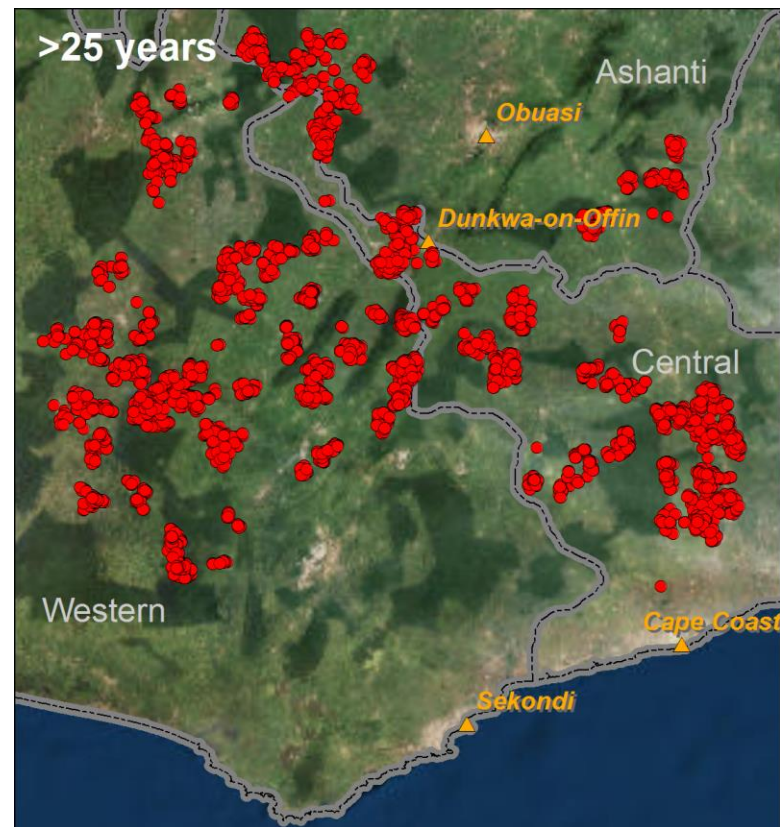 >25 years
Ashanti
Obuasi
Dunkwa-on-Offin
Central
Western
Cape Coast
Sekondi